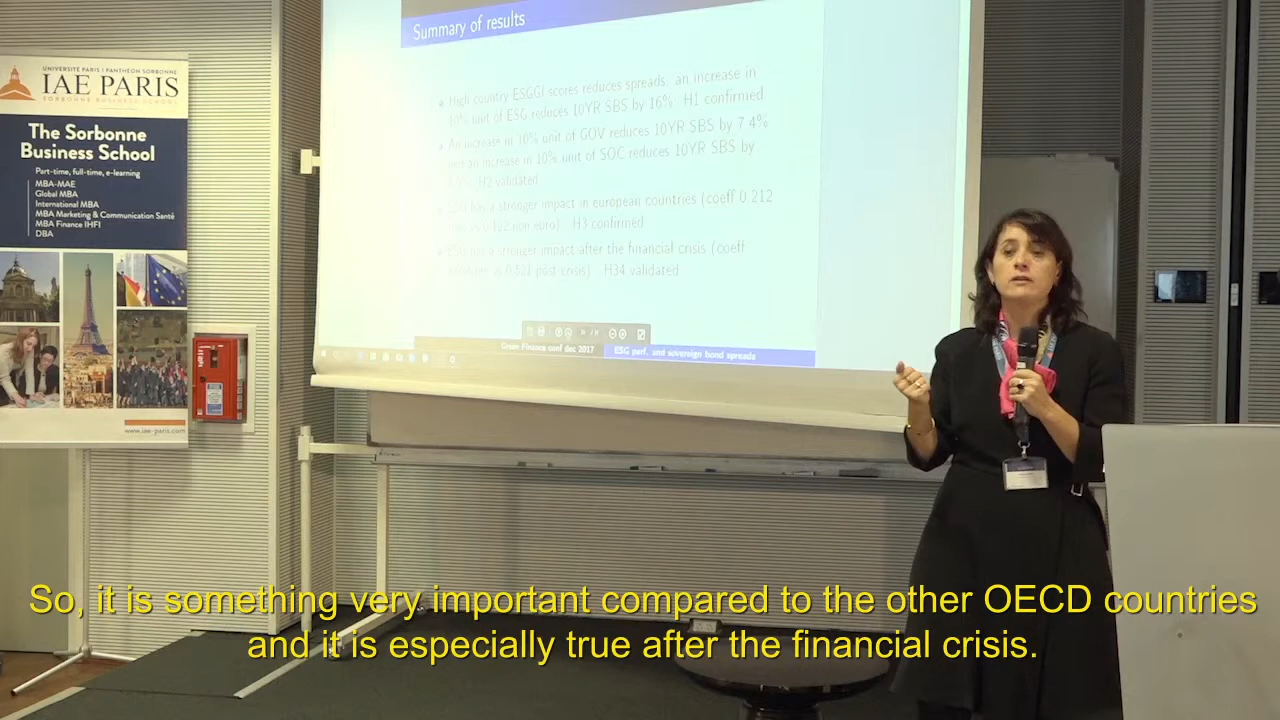 UNIVERSITÉ PARIS 1 PANTHÉON SORBONNE
IAE PARIS
SORBONNE BUSINESS SCHOOL
The Sorbonne
Business School
Part-time, full-time, e-learning
MBA-MAE
Global MBA
International MBA
MBA Marketing & Communication Santé
MBA Finance IHFI
DBA
www.iae-paris.com
Summary of results
High country ESGGI scores reduces spreads, an increase in
10% unit of ESG reduces 10YR SBS by 16% H1 confirmed
An increase in 10% unit of GOV reduces 10YR SBS by 7.4%
and an increase in 10% unit of SOC reduces 10YR SBS by
H2 validated
ESG has a stronger impact in european countries (coeff 0.212
H3 confirmed
ESG has a stronger impact after the financial crisis (coeff
post crisis) H34 validated
Green Finance conf dec 2017
ESG perf. and sovereign bond spreads
So, it is something very important compared to the other OECD countries
and it is especially true after the financial crisis.